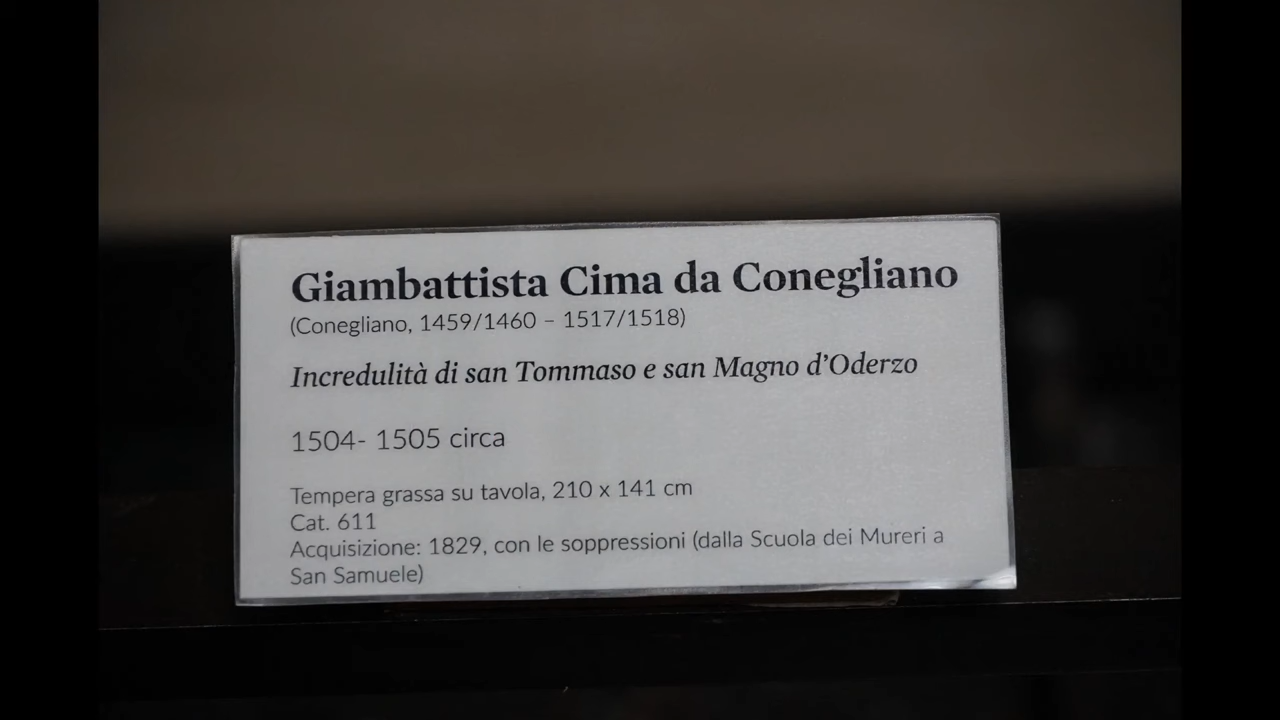 Giambattista Cima da Conegliano
(Conegliano, 1459/1460 – 1517/1518)
Incredulità di san Tommaso e san Magno d’Oderzo
1504- 1505 circa
Tempera grassa su tavola, 210 x 141 cm
Cat. 611
Acquisizione: 1829, con le soppressioni (dalla Scuola dei Mureri a
San Samuele)